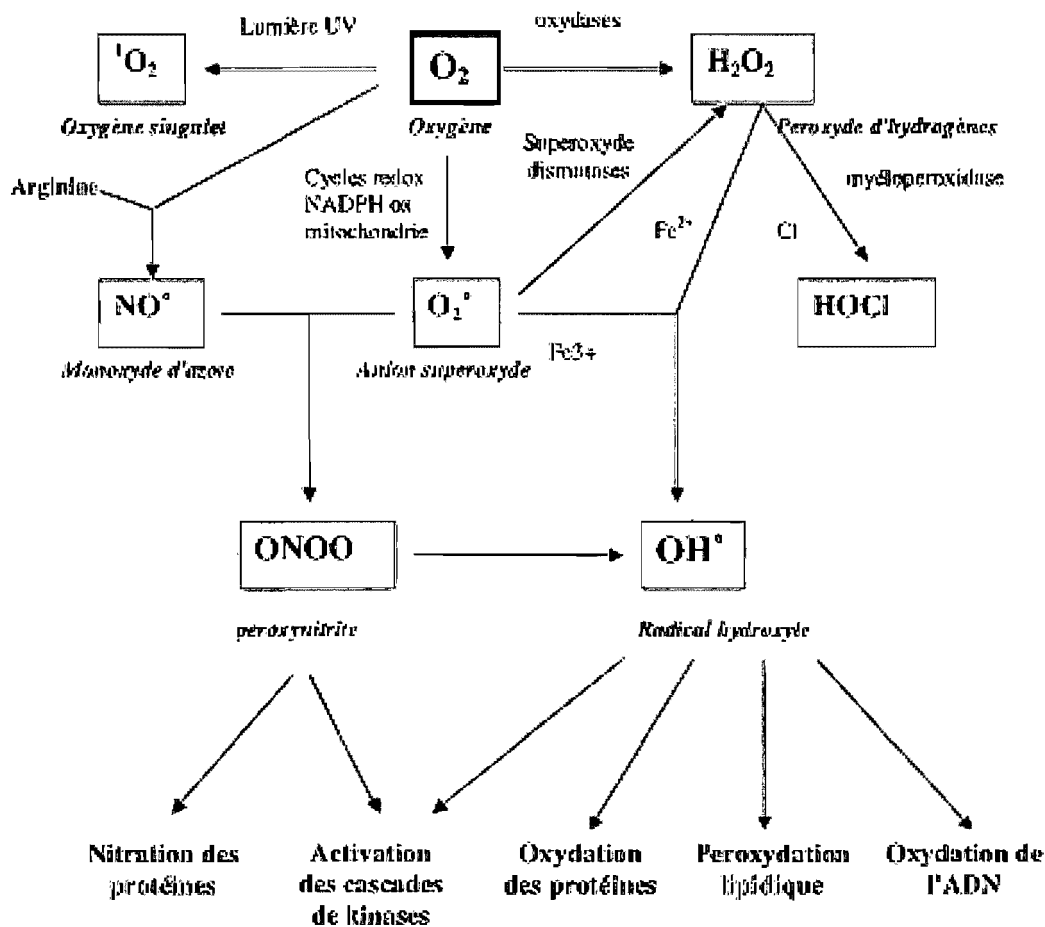 Lumière UV
oxydases
¹O₂
O₂
H₂O₂
Oxygène singulet
Oxygène
Peroxyde d'hydrogènes
Superoxyde
dismutases
Arginine
Cycles redox
NADPH ox
mitochondrie
myéloperoxidase
Fe²⁺
Cl
NO°
O₂°
HOCl
Monoxyde d'azote
Anion superoxyde
Fe3+
ONOO
OH°
peroxynitrite
Radical hydroxyle
Nitration des
protéines
Activation
des cascades
de kinases
Oxydation
des protéines
Peroxydation
lipidique
Oxydation de
l'ADN